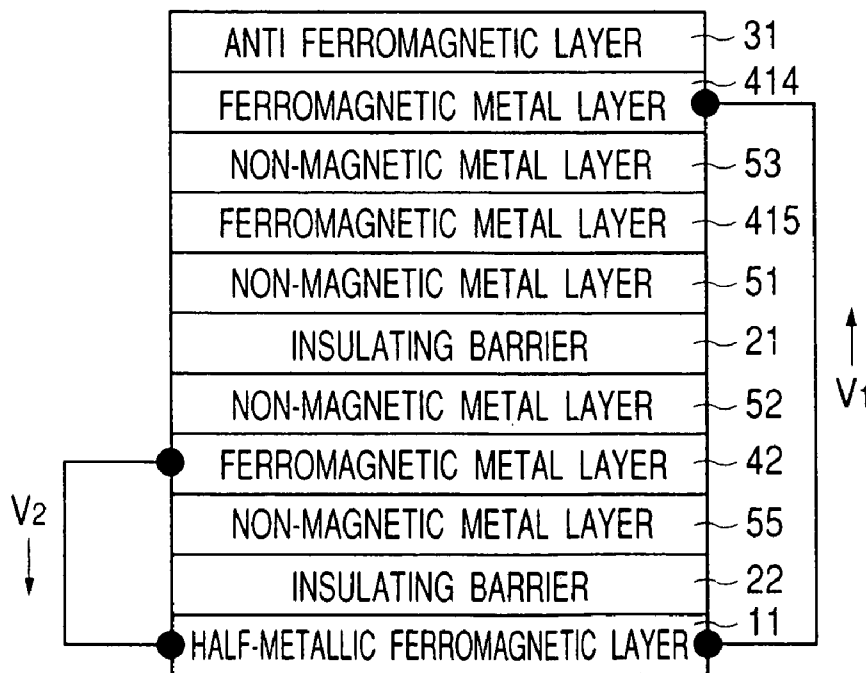 ANTI FERROMAGNETIC LAYER 31
FERROMAGNETIC METAL LAYER 414
NON-MAGNETIC METAL LAYER 53
FERROMAGNETIC METAL LAYER 415
NON-MAGNETIC METAL LAYER 51
INSULATING BARRIER 21
V1
NON-MAGNETIC METAL LAYER 52
FERROMAGNETIC METAL LAYER 42
V2
NON-MAGNETIC METAL LAYER 55
INSULATING BARRIER 22
HALF-METALLIC FERROMAGNETIC LAYER 11